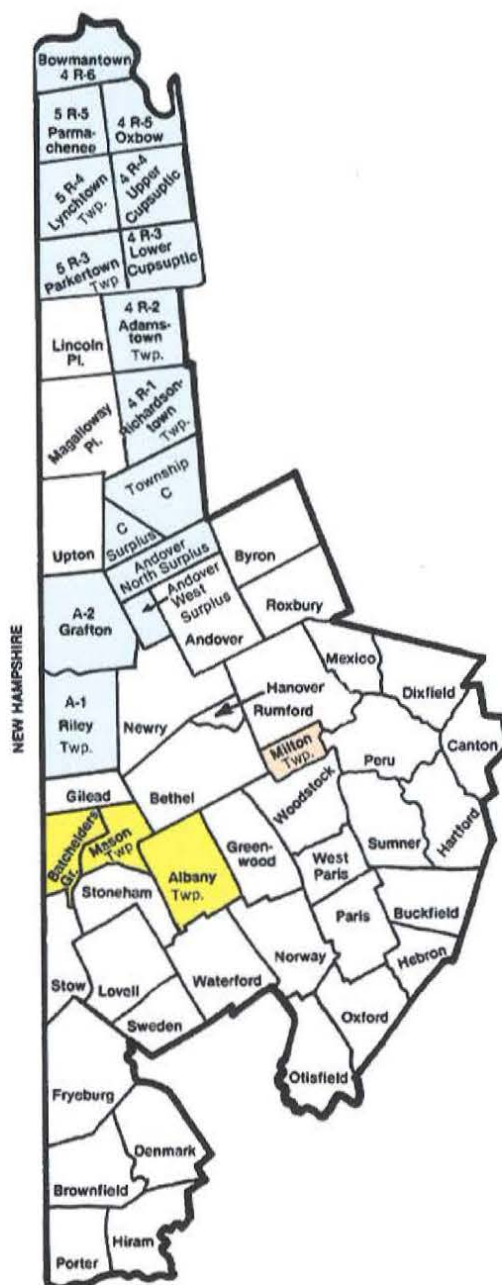 Bowmantown
4 R-6
5 R-5
Parma-
chenee
4 R-5
Oxbow
5 R-4
Lynchtown
Twp.
4 R-4
Upper
Cupsuptic
5 R-3
Parkertown
Twp
4 R-3
Lower
Cupsuptic
Lincoln
Pl.
4 R-2
Adams-
town
Twp.
Magalloway
Pl.
4 R-1
Richardson-
town
Twp.
Township
C
C
Surplus
Upton
Andover
North Surplus
Andover
West
Surplus
Byron
Roxbury
A-2
Grafton
Andover
NEW HAMPSHIRE
A-1
Riley
Twp.
Newry
Hanover
Rumford
Mexico
Dixfield
Canton
Milton
Twp.
Peru
Gilead
Bethel
Woodstock
Hartford
Sumner
Batchelders
Gr.
Mason
Twp
Albany
Twp.
Green-
wood
West
Paris
Stoneham
Paris
Buckfield
Hebron
Norway
Stow
Lovell
Waterford
Sweden
Oxford
Otisfield
Fryeburg
Denmark
Brownfield
Hiram
Porter